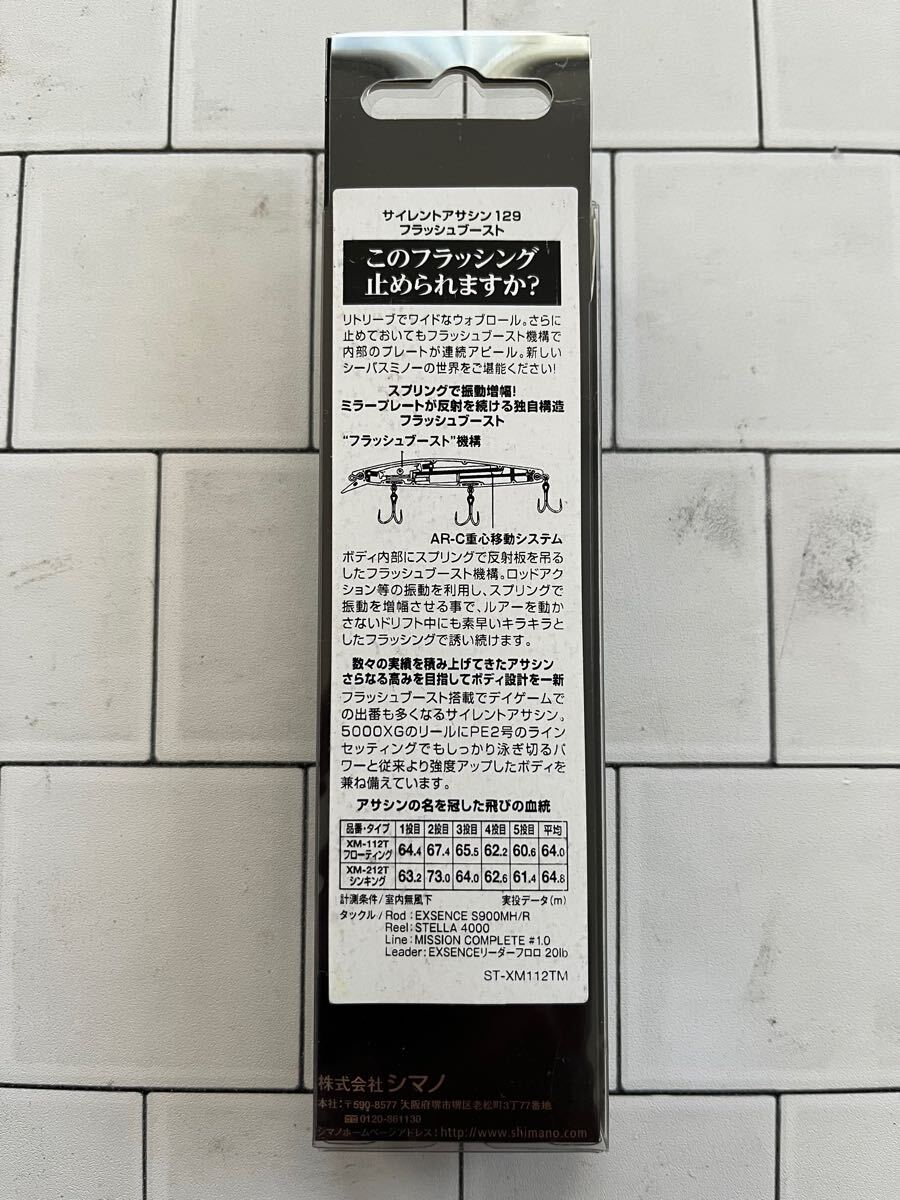 サイレントアサシン129
フラッシュブースト
このフラッシング
止められますか?
リトリーブでワイドなウォブロール。さらに
止めておいてもフラッシュブースト機構で
内部のプレートが連続アピール。新しい
シーバスミノーの世界をご堪能ください!
スプリングで振動増幅!
ミラープレートが反射を続ける独自構造
フラッシュブースト
“フラッシュブースト”機構
AR-C重心移動システム
ボディ内部にスプリングで反射板を吊る
したフラッシュブースト機構。ロッドアク
ション等の振動を利用し、スプリングで
振動を増幅させる事で、ルアーを動か
さないドリフト中にも素早いキラキラと
したフラッシングで誘い続けます。
数々の実績を積み上げてきたアサシン
さらなる高みを目指してボディ設計を一新
フラッシュブースト搭載でデイゲームで
の出番も多くなるサイレントアサシン。
5000XGのリールにPE2号のライン
セッティングでもしっかり泳ぎ切るパ
ワーと従来より強度アップしたボディを
兼ね備えています。
アサシンの名を冠した飛びの血統
品番・タイプ 1投目 2投目 3投目 4投目 5投目 平均
XM-112T
フローティング 64.4 67.4 65.5 62.2 60.6 64.0
XM-212T
シンキング 63.2 73.0 64.0 62.6 61.4 64.8
計測条件/室内無風下 実投データ(m)
タックル/Rod:EXSENCE S900MH/R
Reel:STELLA 4000
Line:MISSION COMPLETE #1.0
Leader:EXSENCEリーダーフロロ 20lb
ST-XM112TM
株式会社シマノ
本社:〒590-8577 大阪府堺市堺区老松町3丁77番地
0120-861130
シマノホームページアドレス:http://www.shimano.com